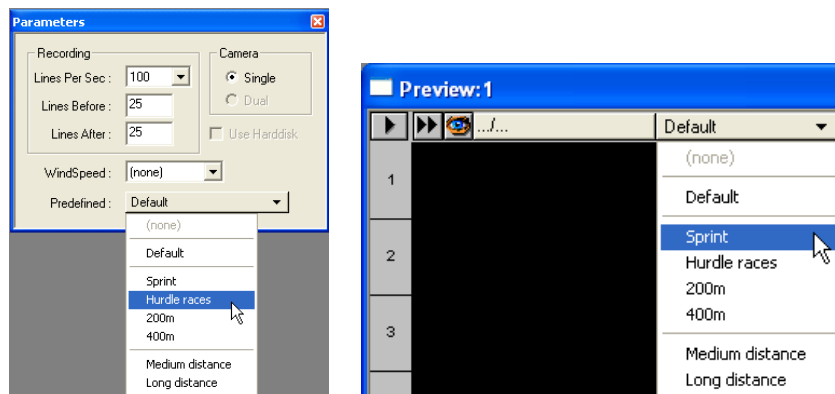 Parameters
Recording
Lines Per Sec : 100
Lines Before : 25
Lines After : 25
Camera
Single
Dual
Use Harddisk
WindSpeed : (none)
Predefined : Default
(none)
Default
Sprint
Hurdle races
200m
400m
Medium distance
Long distance
Preview:1
.../... Default
1
2
3
(none)
Default
Sprint
Hurdle races
200m
400m
Medium distance
Long distance